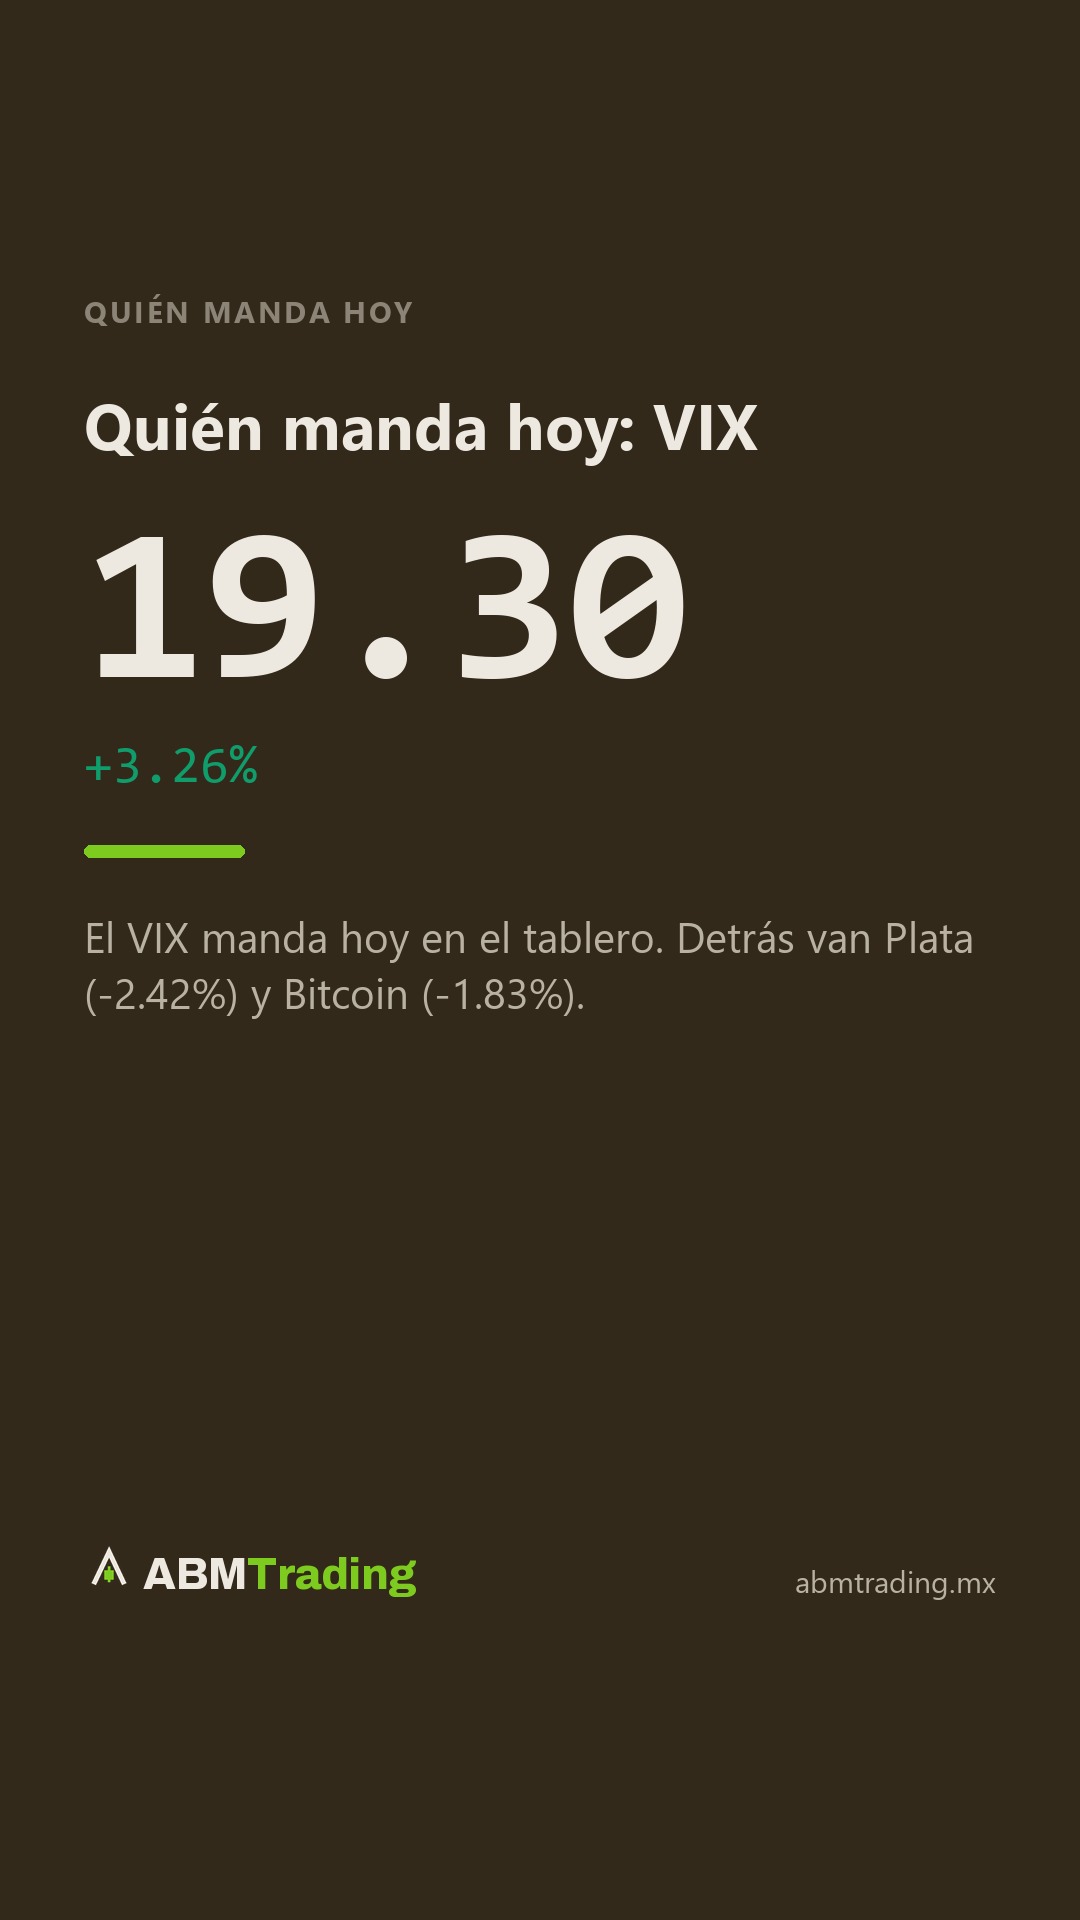 QUIÉN MANDA HOY
Quién manda hoy: VIX
19.30
+3.26%
El VIX manda hoy en el tablero. Detrás van Plata
(-2.42%) y Bitcoin (-1.83%).
ABMTrading
abmtrading.mx